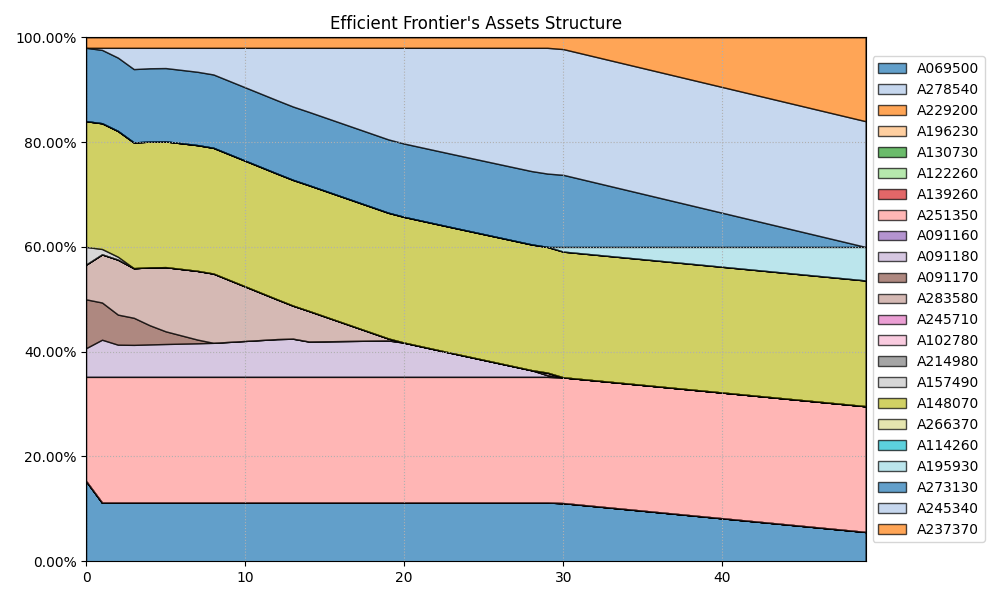 Efficient Frontier's Assets Structure
100.00%
80.00%
60.00%
40.00%
20.00%
0.00%
0
10
20
30
40
A069500
A278540
A229200
A196230
A130730
A122260
A139260
A251350
A091160
A091180
A091170
A283580
A245710
A102780
A214980
A157490
A148070
A266370
A114260
A195930
A273130
A245340
A237370